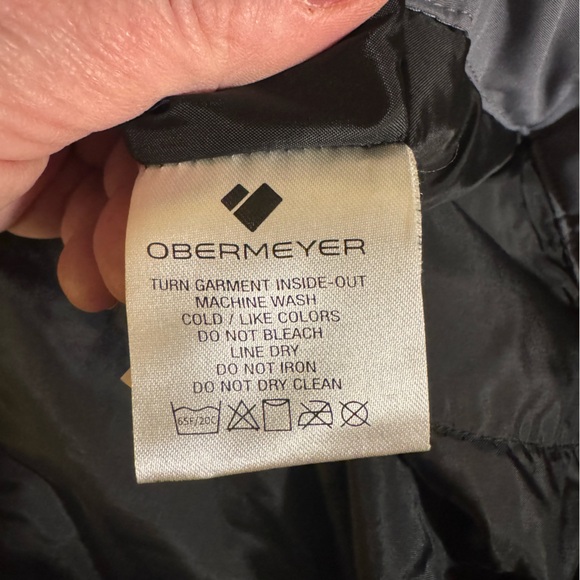 OBERMEYER
TURN GARMENT INSIDE-OUT
MACHINE WASH
COLD / LIKE COLORS
DO NOT BLEACH
LINE DRY
DO NOT IRON
DO NOT DRY CLEAN
65F/20C